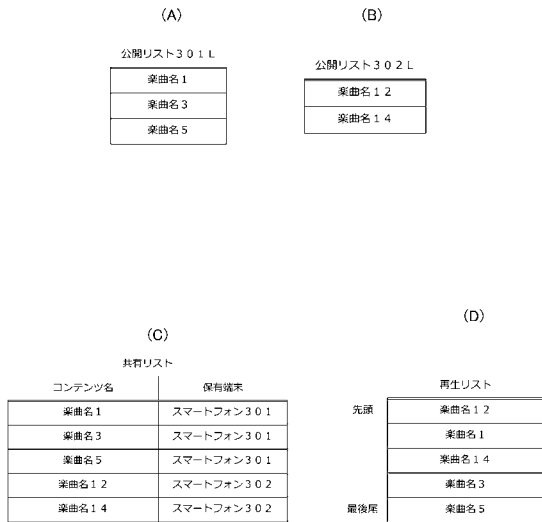 (A)
公開リスト３０１Ｌ
楽曲名１
楽曲名３
楽曲名５
(B)
公開リスト３０２Ｌ
楽曲名１２
楽曲名１４
(C)
共有リスト
コンテンツ名 保有端末
楽曲名１ スマートフォン３０１
楽曲名３ スマートフォン３０１
楽曲名５ スマートフォン３０１
楽曲名１２ スマートフォン３０２
楽曲名１４ スマートフォン３０２
(D)
再生リスト
先頭 楽曲名１２
楽曲名１
楽曲名１４
楽曲名３
最後尾 楽曲名５